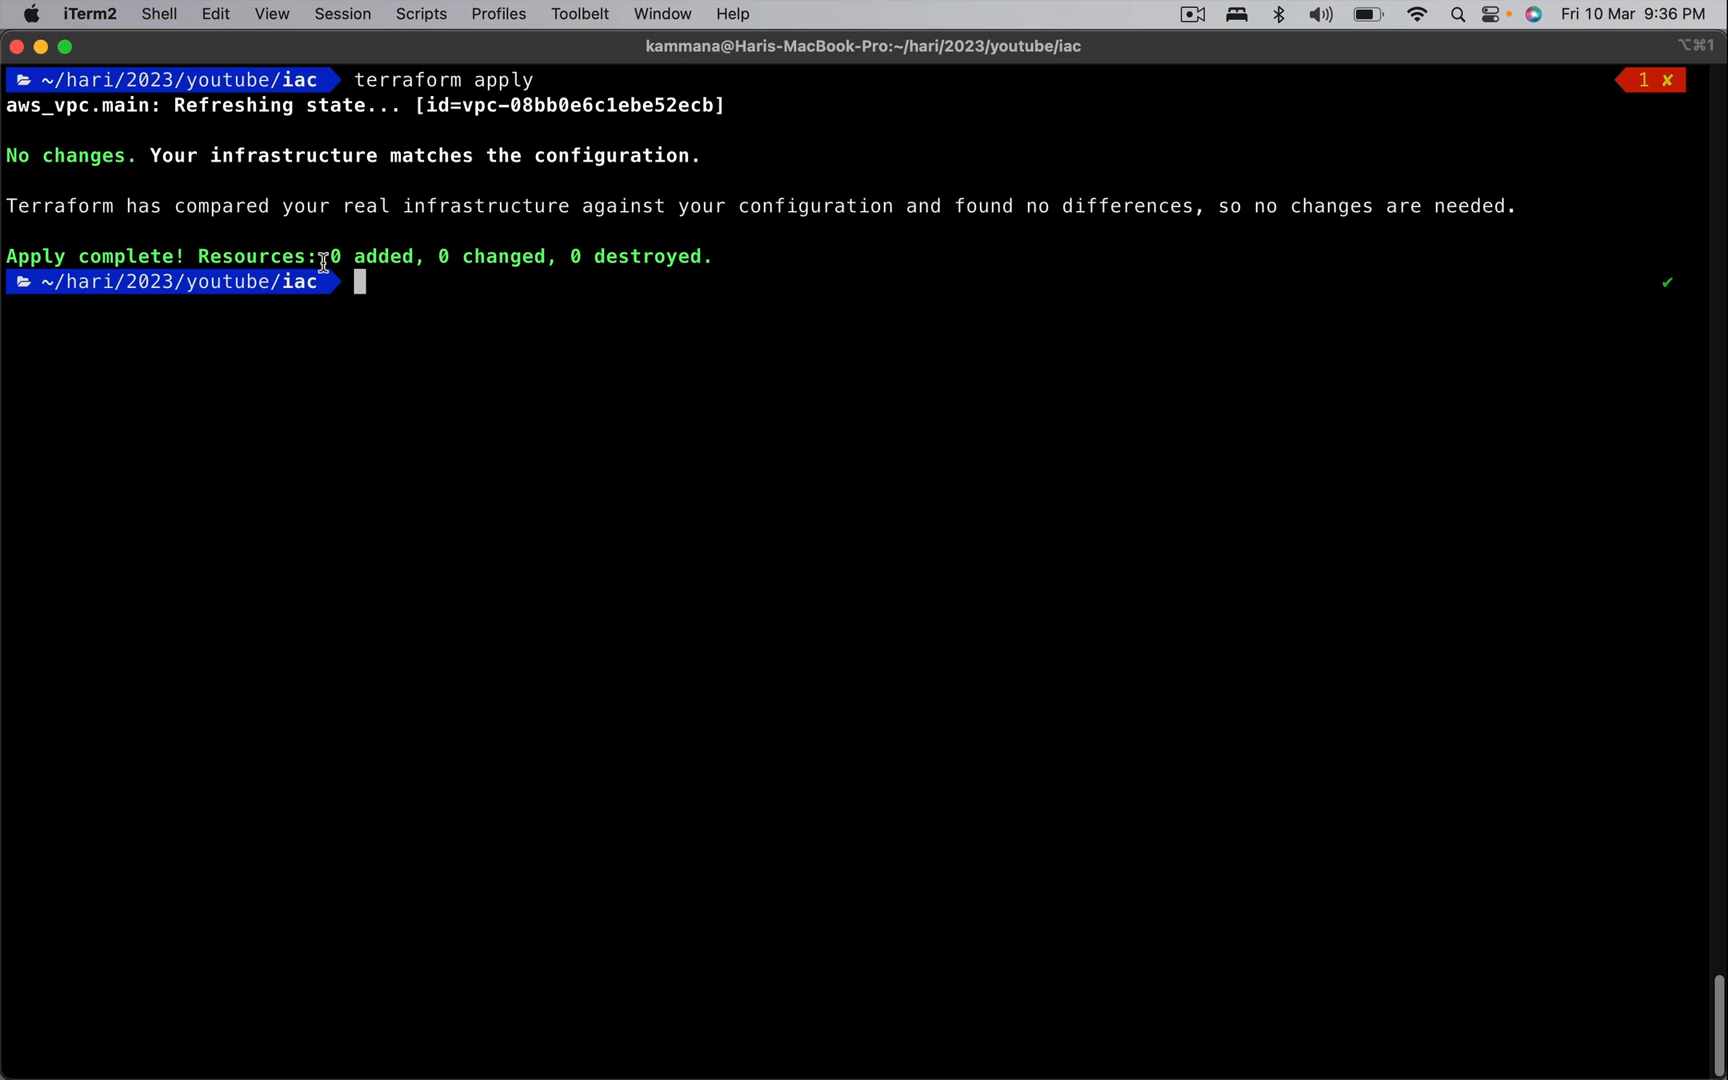 iTerm2 Shell Edit View Session Scripts Profiles Toolbelt Window Help Fri 10 Mar 9:36 PM
kammana@Haris-MacBook-Pro:~/hari/2023/youtube/iac ⌥⌘1
~/hari/2023/youtube/iac terraform apply 1 ✘
aws_vpc.main: Refreshing state... [id=vpc-08bb0e6c1ebe52ecb]
No changes. Your infrastructure matches the configuration.
Terraform has compared your real infrastructure against your configuration and found no differences, so no changes are needed.
Apply complete! Resources: 0 added, 0 changed, 0 destroyed.
~/hari/2023/youtube/iac ✔